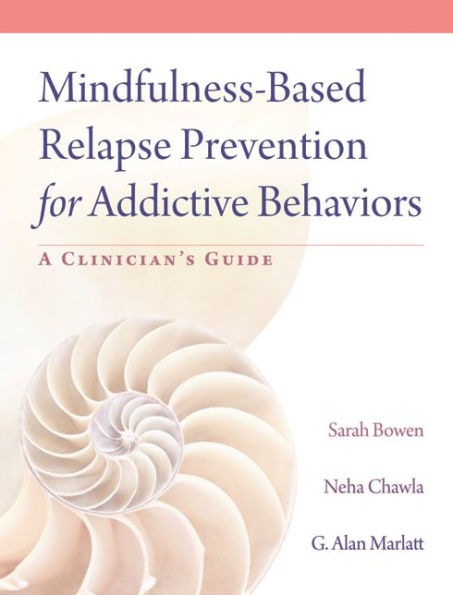 Mindfulness-Based
Relapse Prevention
for Addictive Behaviors
A Clinician's Guide
Sarah Bowen
Neha Chawla
G. Alan Marlatt